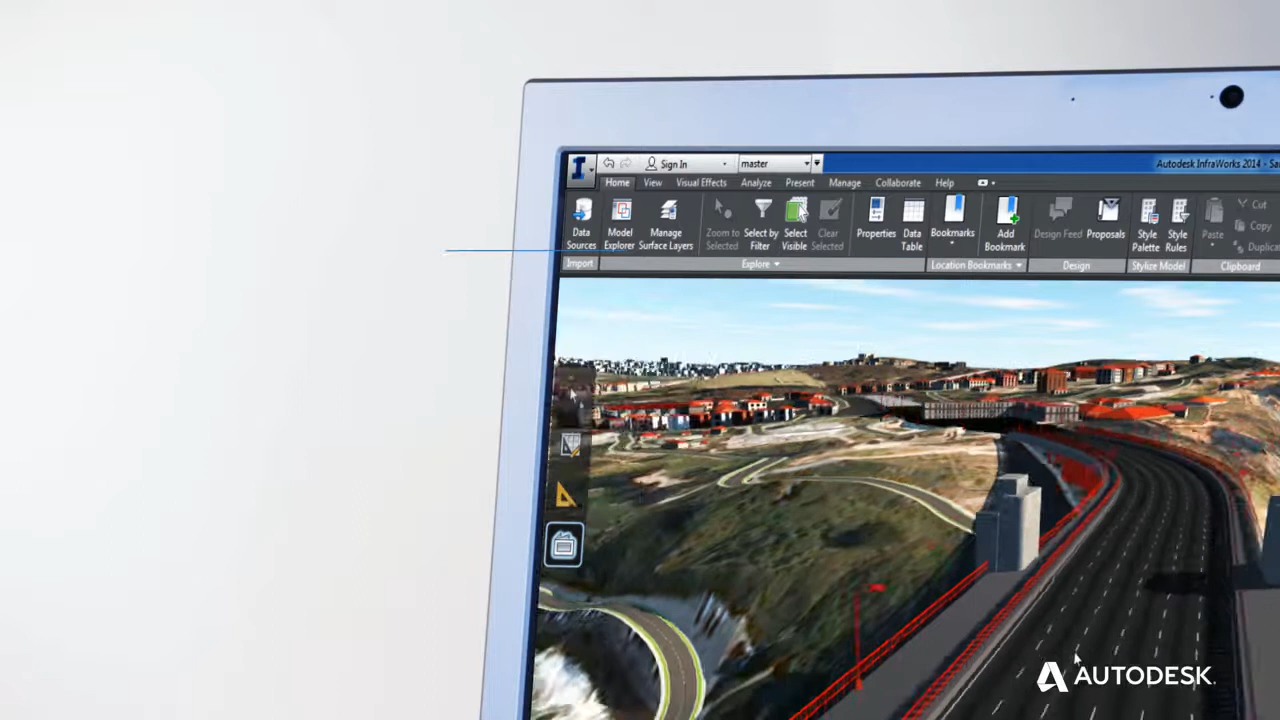 Sign In
master
Autodesk InfraWorks 2014 - Sa
Home View Visual Effects Analyze Present Manage Collaborate Help
Data Sources
Model Explorer
Manage Surface Layers
Zoom to Selected
Select by Filter
Select Visible
Clear Selected
Properties
Data Table
Bookmarks
Add Bookmark
Design Feed
Proposals
Style Palette
Style Rules
Paste
Cut
Copy
Duplica
Import
Explore
Location Bookmarks
Design
Stylize Model
Clipboard
AUTODESK.